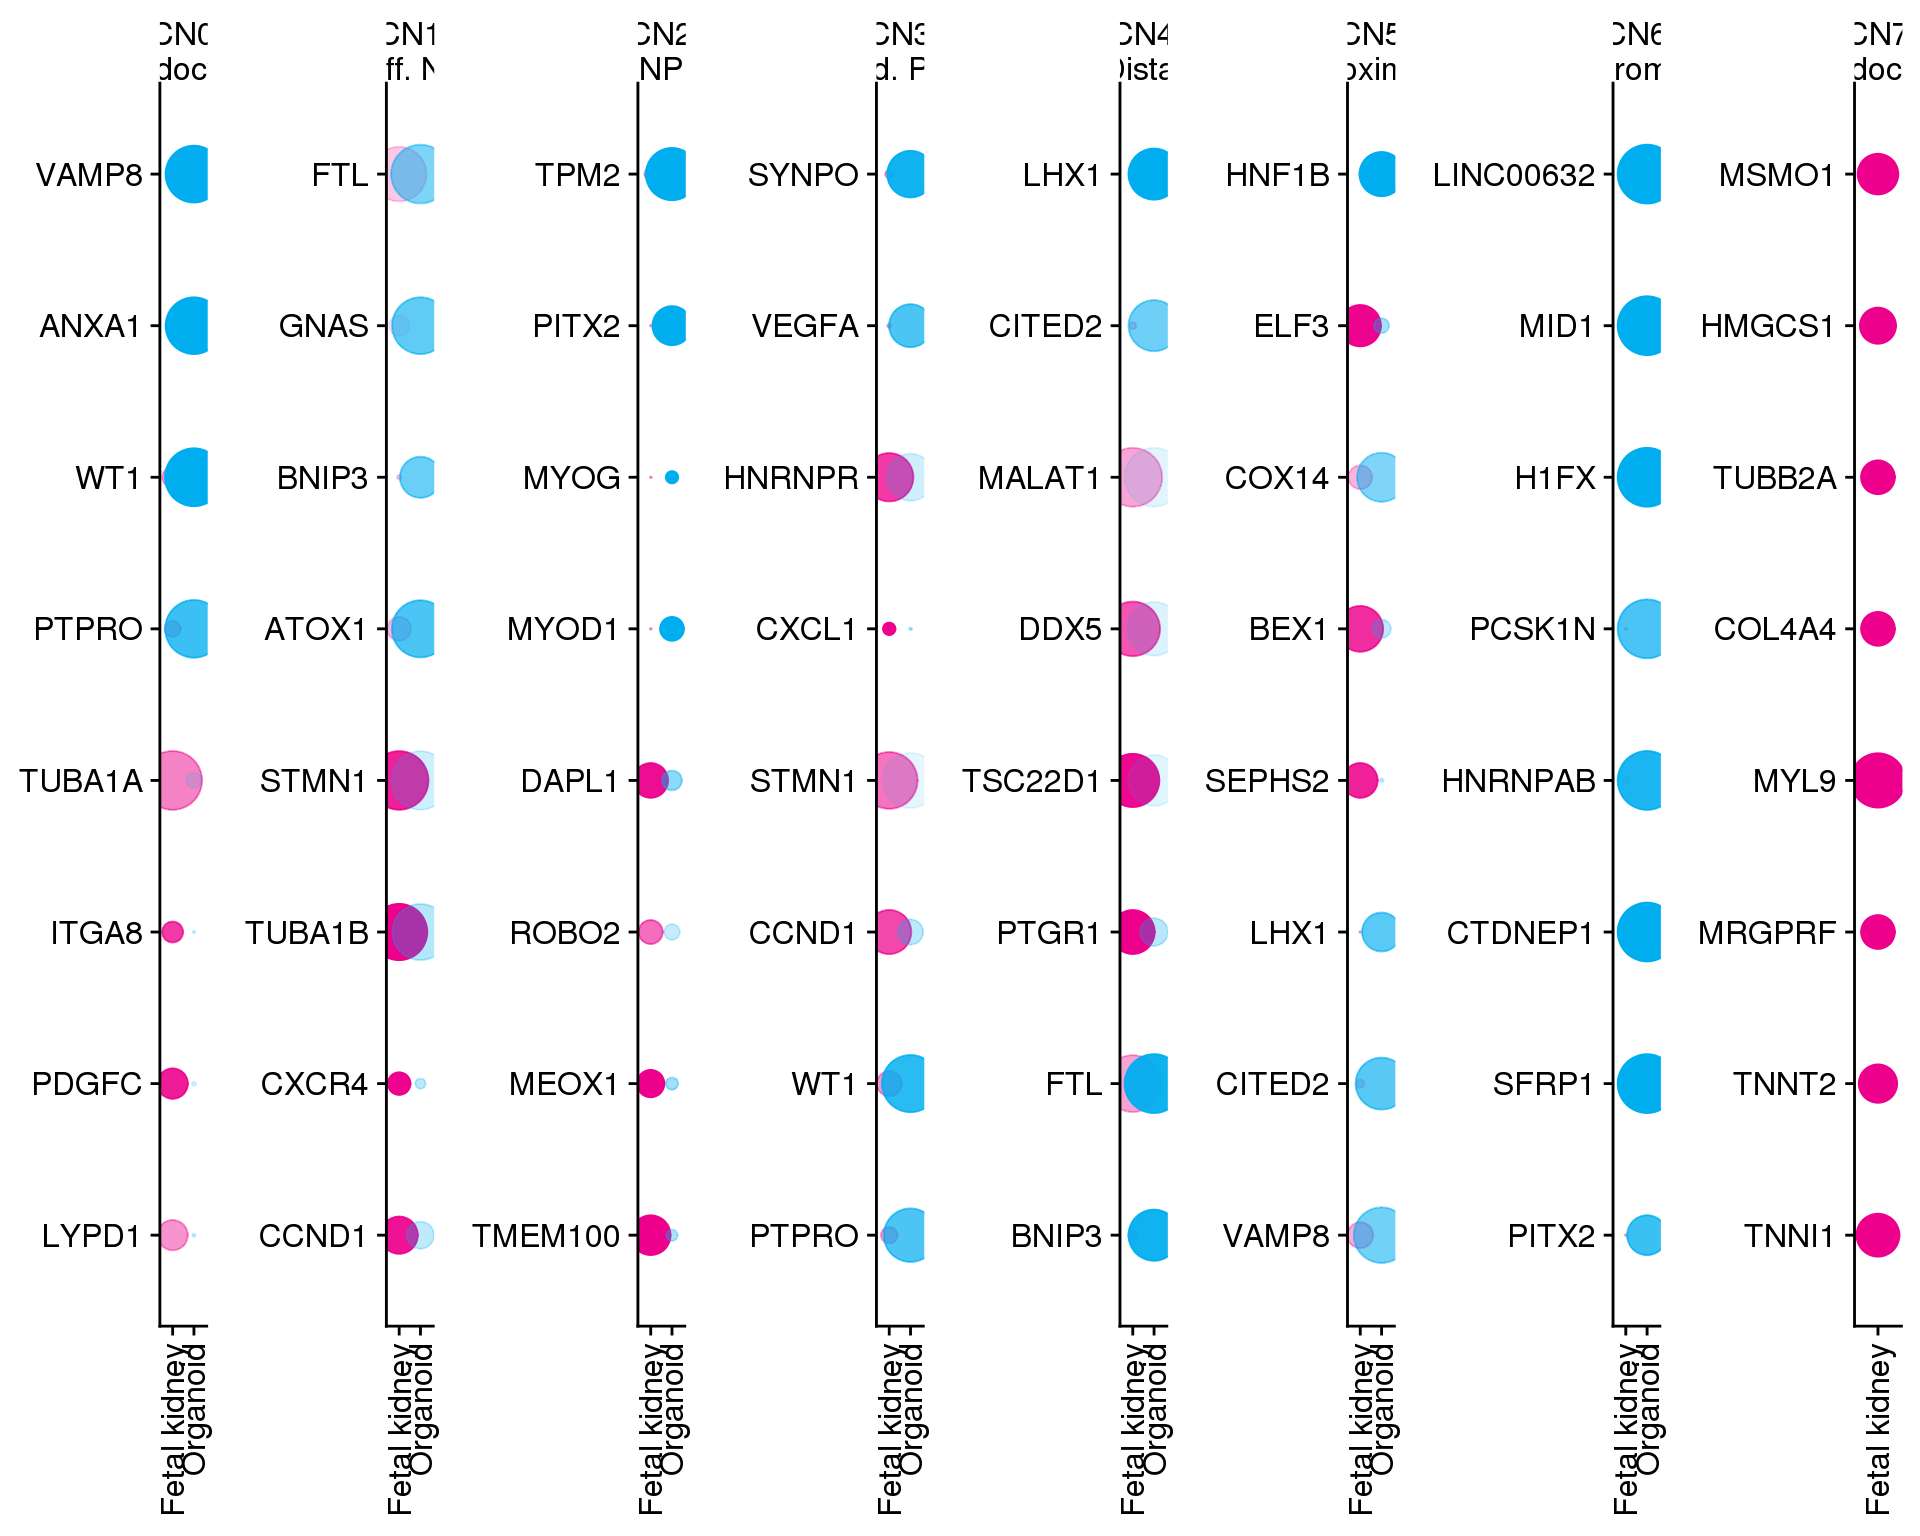 CN0
doc
CN1
ff. N
CN2
NP
CN3
d. P
CN4
Dista
CN5
oxin
CN6
rom
CN7
doc
VAMP8
ANXA1
WT1
PTPRO
TUBA1A
ITGA8
PDGFC
LYPD1
Fetal kidney
Organoid
FTL
GNAS
BNIP3
ATOX1
STMN1
TUBA1B
CXCR4
CCND1
Fetal kidney
Organoid
TPM2
PITX2
MYOG
MYOD1
DAPL1
ROBO2
MEOX1
TMEM100
Fetal kidney
Organoid
SYNPO
VEGFA
HNRNPR
CXCL1
STMN1
CCND1
WT1
PTPRO
Fetal kidney
Organoid
LHX1
CITED2
MALAT1
DDX5
TSC22D1
PTGR1
FTL
BNIP3
Fetal kidney
Organoid
HNF1B
ELF3
COX14
BEX1
SEPHS2
LHX1
CITED2
VAMP8
Fetal kidney
Organoid
LINC00632
MID1
H1FX
PCSK1N
HNRNPAB
CTDNEP1
SFRP1
PITX2
Fetal kidney
Organoid
MSMO1
HMGCS1
TUBB2A
COL4A4
MYL9
MRGPRF
TNNT2
TNNI1
Fetal kidney